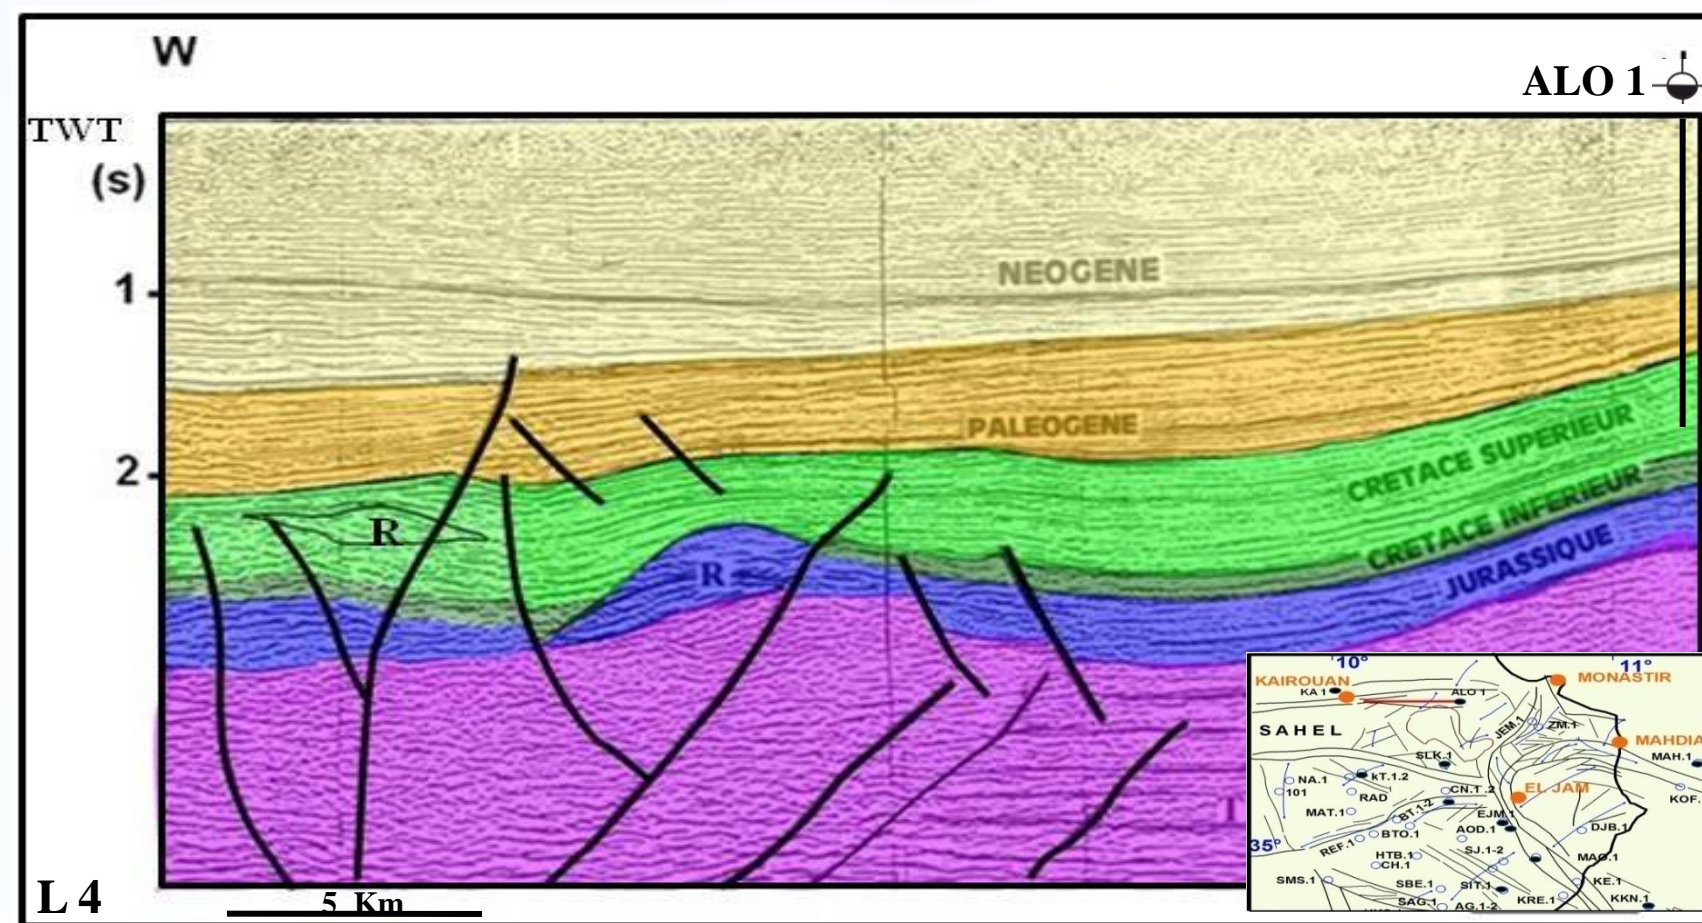 W
ALO 1
TWT
(s)
1
NEOGENE
PALEOGENE
2
CRETACE SUPERIEUR
R
CRETACE INFERIEUR
R
JURASSIQUE
T
L 4
5 Km
10°
11°
KAIROUAN
KA 1
MONASTIR
ALO 1
SAHEL
JEM.1
ZM.1
MAHDIA
SLK.1
MAH.1
NA.1
kT.1.2
101
RAD
CN.1.2
EL JAM
KOF.
MAT.1
BT.1-2
EJM.1
BTO.1
AOD.1
DJB.1
35°
REF.1
HTB.1
SJ.1-2
CH.1
MAO.1
SMS.1
SBE.1
SIT.1
KE.1
SAG.1
AG.1-2
KRE.1
KKN.1